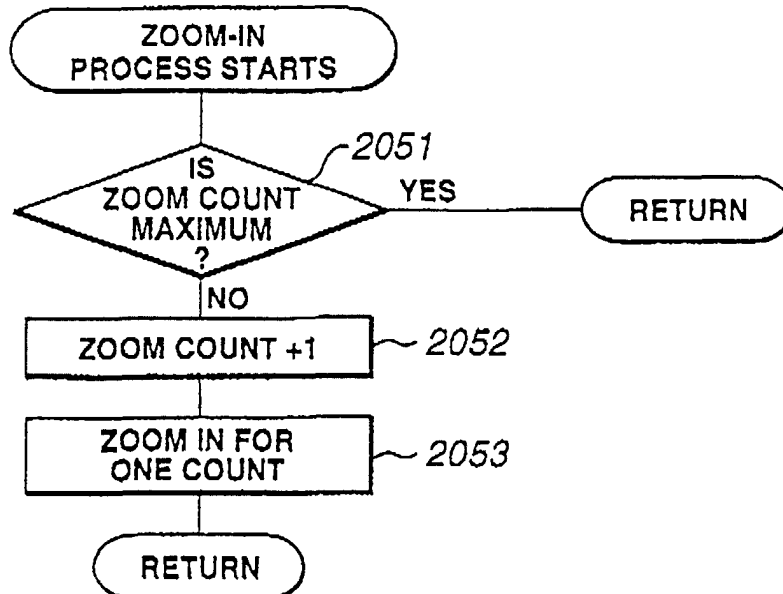 ZOOM-IN
PROCESS STARTS
2051
IS
ZOOM COUNT
MAXIMUM
?
YES
RETURN
NO
ZOOM COUNT +1
2052
ZOOM IN FOR
ONE COUNT
2053
RETURN